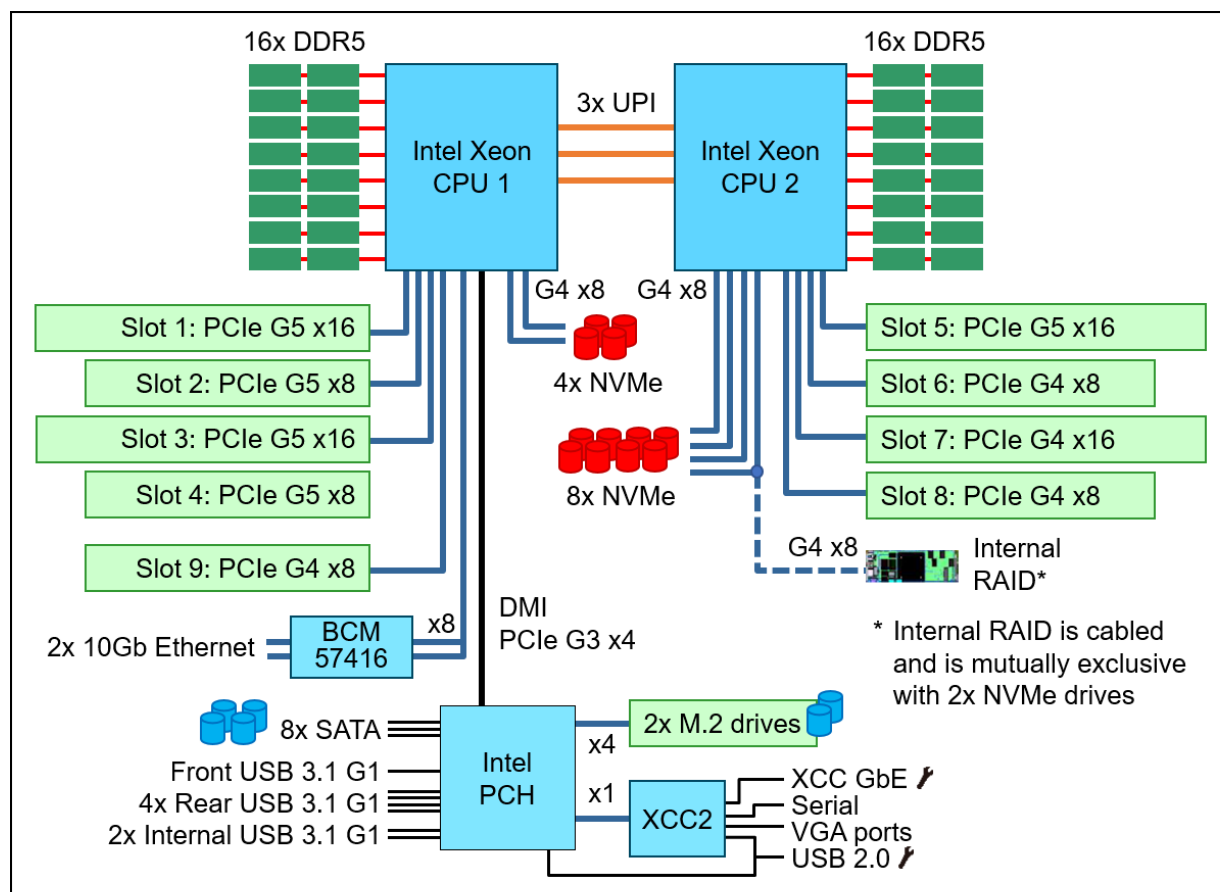 16x DDR5
16x DDR5
3x UPI
Intel Xeon
CPU 1
Intel Xeon
CPU 2
G4 x8
G4 x8
Slot 1: PCIe G5 x16
Slot 2: PCIe G5 x8
Slot 3: PCIe G5 x16
Slot 4: PCIe G5 x8
Slot 9: PCIe G4 x8
4x NVMe
8x NVMe
Slot 5: PCIe G5 x16
Slot 6: PCIe G4 x8
Slot 7: PCIe G4 x16
Slot 8: PCIe G4 x8
G4 x8
Internal
RAID*
2x 10Gb Ethernet
BCM
57416
x8
DMI
PCIe G3 x4
* Internal RAID is cabled
and is mutually exclusive
with 2x NVMe drives
8x SATA
Front USB 3.1 G1
4x Rear USB 3.1 G1
2x Internal USB 3.1 G1
Intel
PCH
x4
2x M.2 drives
x1
XCC2
XCC GbE
Serial
VGA ports
USB 2.0